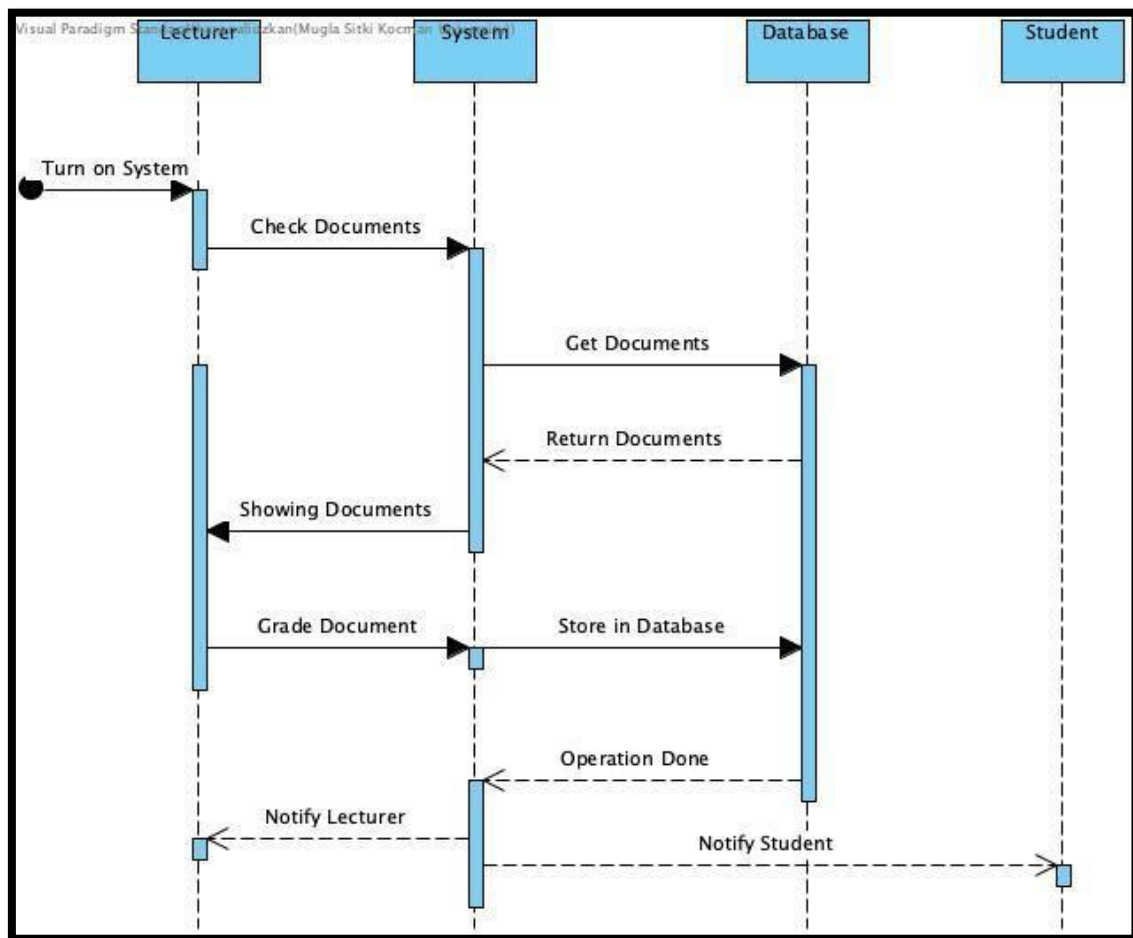 Visual Paradigm
Lecturer
System
Database
Student
Turn on System
Check Documents
Get Documents
Return Documents
Showing Documents
Grade Document
Store in Database
Operation Done
Notify Lecturer
Notify Student